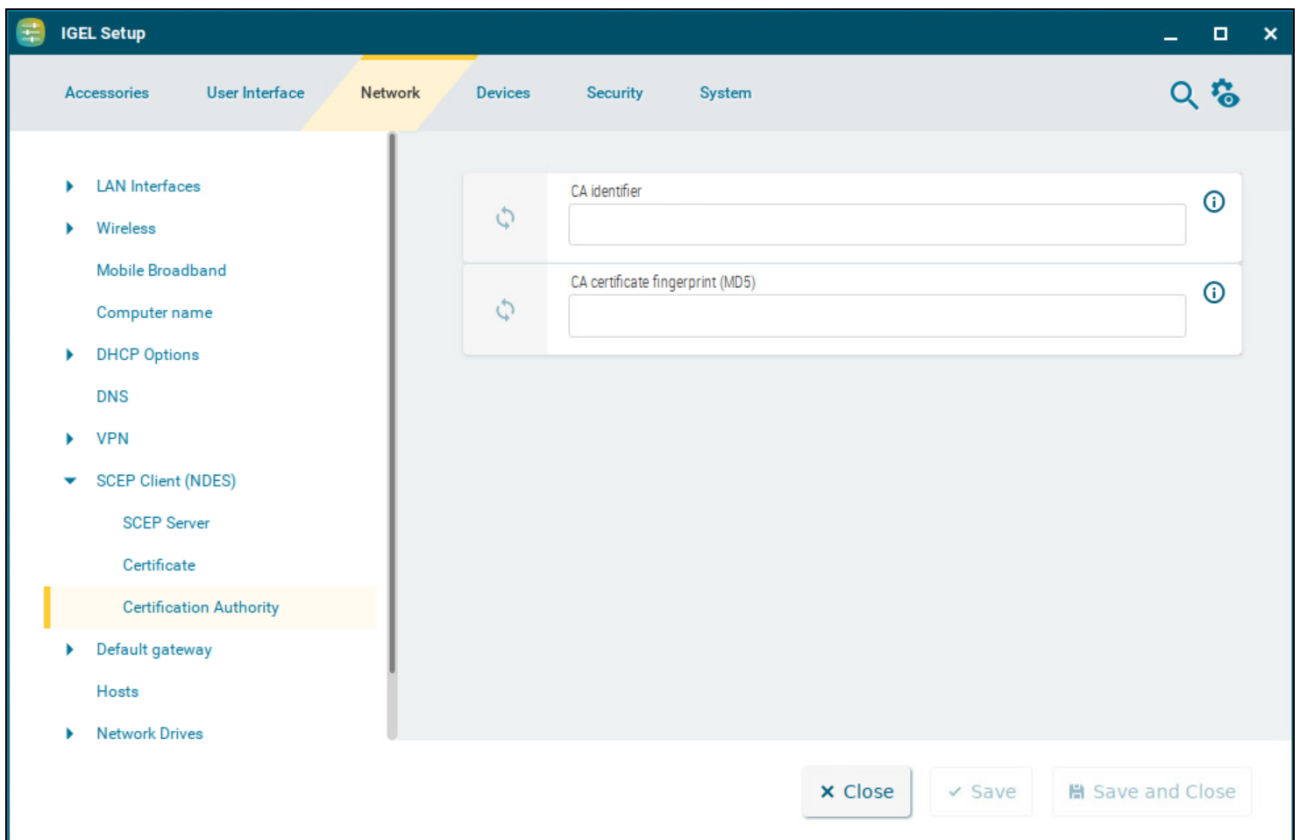 IGEL Setup
Accessories User Interface Network Devices Security System
LAN Interfaces
Wireless
Mobile Broadband
Computer name
DHCP Options
DNS
VPN
SCEP Client (NDES)
SCEP Server
Certificate
Certification Authority
Default gateway
Hosts
Network Drives
CA identifier
CA certificate fingerprint (MD5)
Close Save Save and Close